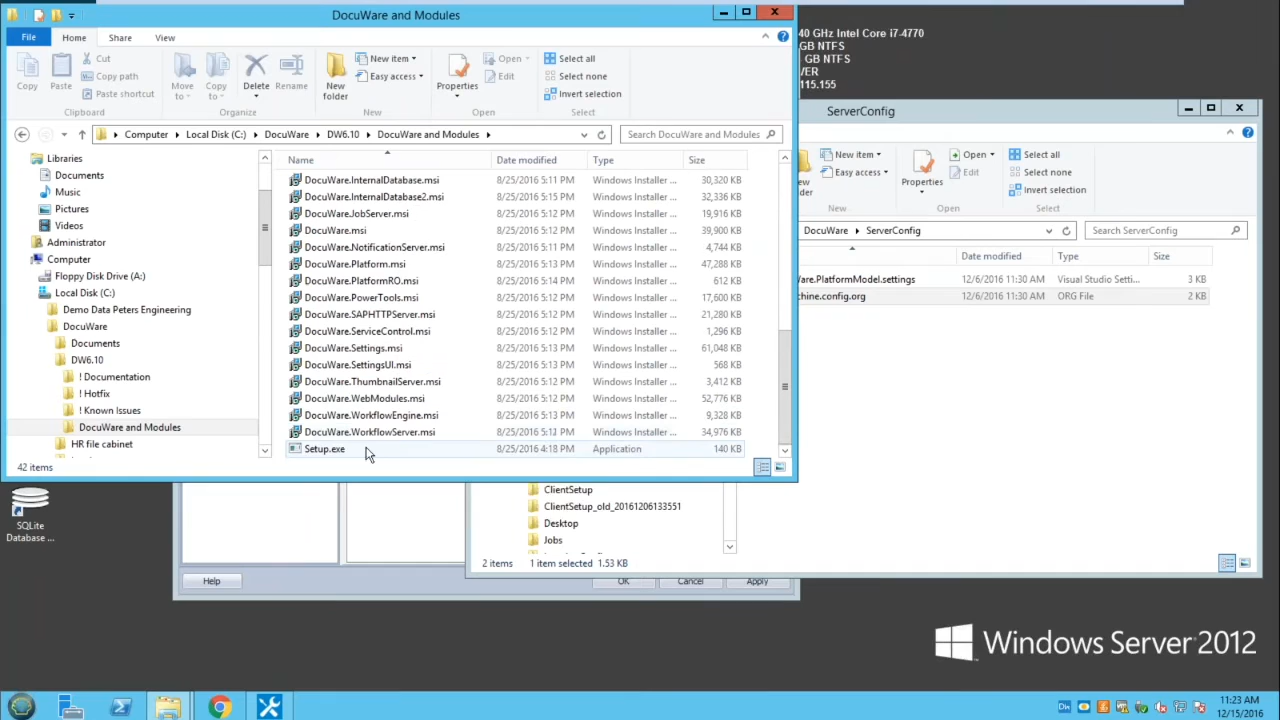 DocuWare and Modules
File Home Share View
Copy
Paste
Cut
Copy path
Paste shortcut
Clipboard
Move to
Copy to
Delete
Rename
Organize
New folder
New item
Easy access
New
Properties
Open
Edit
Open
Select all
Select none
Invert selection
Select
Computer Local Disk (C:) DocuWare DW6.10 DocuWare and Modules
Search DocuWare and Modules
Libraries
Documents
Music
Pictures
Videos
Administrator
Computer
Floppy Disk Drive (A:)
Local Disk (C:)
Demo Data Peters Engineering
DocuWare
Documents
DW6.10
! Documentation
! Hotfix
! Known Issues
DocuWare and Modules
HR file cabinet
Name Date modified Type Size
DocuWare.InternalDatabase.msi 8/25/2016 5:11 PM Windows Installer ... 30,320 KB
DocuWare.InternalDatabase2.msi 8/25/2016 5:15 PM Windows Installer ... 32,336 KB
DocuWare.JobServer.msi 8/25/2016 5:12 PM Windows Installer ... 19,916 KB
DocuWare.msi 8/25/2016 5:12 PM Windows Installer ... 39,900 KB
DocuWare.NotificationServer.msi 8/25/2016 5:11 PM Windows Installer ... 4,744 KB
DocuWare.Platform.msi 8/25/2016 5:13 PM Windows Installer ... 47,288 KB
DocuWare.PlatformRO.msi 8/25/2016 5:14 PM Windows Installer ... 612 KB
DocuWare.PowerTools.msi 8/25/2016 5:12 PM Windows Installer ... 17,600 KB
DocuWare.SAPHTTPServer.msi 8/25/2016 5:12 PM Windows Installer ... 21,280 KB
DocuWare.ServiceControl.msi 8/25/2016 5:12 PM Windows Installer ... 1,296 KB
DocuWare.Settings.msi 8/25/2016 5:13 PM Windows Installer ... 61,048 KB
DocuWare.SettingsUI.msi 8/25/2016 5:13 PM Windows Installer ... 568 KB
DocuWare.ThumbnailServer.msi 8/25/2016 5:12 PM Windows Installer ... 3,412 KB
DocuWare.WebModules.msi 8/25/2016 5:12 PM Windows Installer ... 52,776 KB
DocuWare.WorkflowEngine.msi 8/25/2016 5:13 PM Windows Installer ... 9,328 KB
DocuWare.WorkflowServer.msi 8/25/2016 5:13 PM Windows Installer ... 34,976 KB
Setup.exe 8/25/2016 4:18 PM Application 140 KB
42 items
40 GHz Intel Core i7-4770
GB NTFS
GB NTFS
/ER
115.155
ServerConfig
New item
Easy access
New
Properties
Open
Edit
Open
Select all
Select none
Invert selection
Select
DocuWare ServerConfig
Search ServerConfig
Date modified Type Size
are.PlatformModel.settings 12/6/2016 11:30 AM Visual Studio Setti... 3 KB
chine.config.org 12/6/2016 11:30 AM ORG File 2 KB
ClientSetup
ClientSetup_old_20161206133551
Desktop
Jobs
2 items 1 item selected 1.53 KB
Help OK Cancel Apply
SQLite
Database ...
Windows Server 2012
11:23 AM
12/15/2016